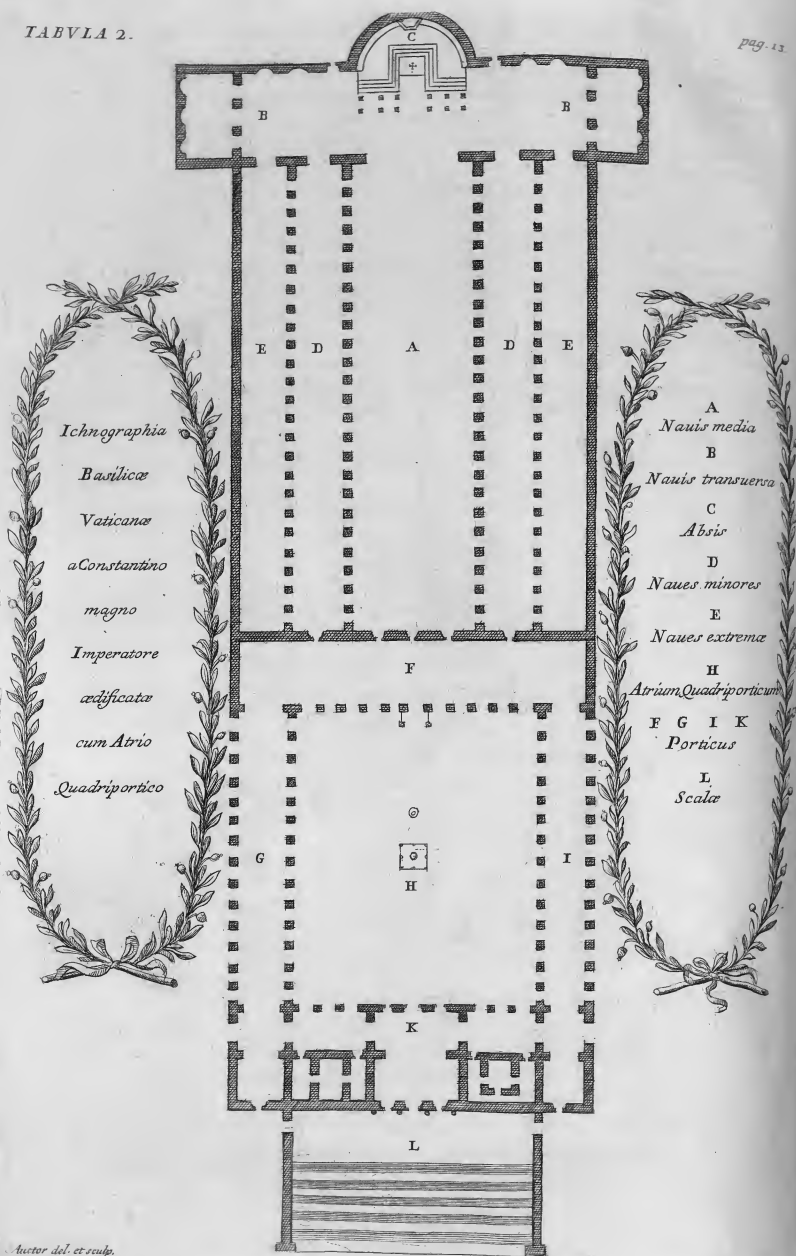 TABVLA 2.
pag. 12
C
B
B
E
D
A
D
E
F
G
H
I
K
L
Ichnographia
Basilicæ
Vaticanæ
a Constantino
magno
Imperatore
ædificatæ
cum Atrio
Quadriportico
A
Nauis media
B
Nauis transuersa
C
Absis
D
Naues minores
E
Naues extremæ
H
Atrium Quadriporticum
F G I K
Porticus
L
Scalæ
Auctor del. et sculp.